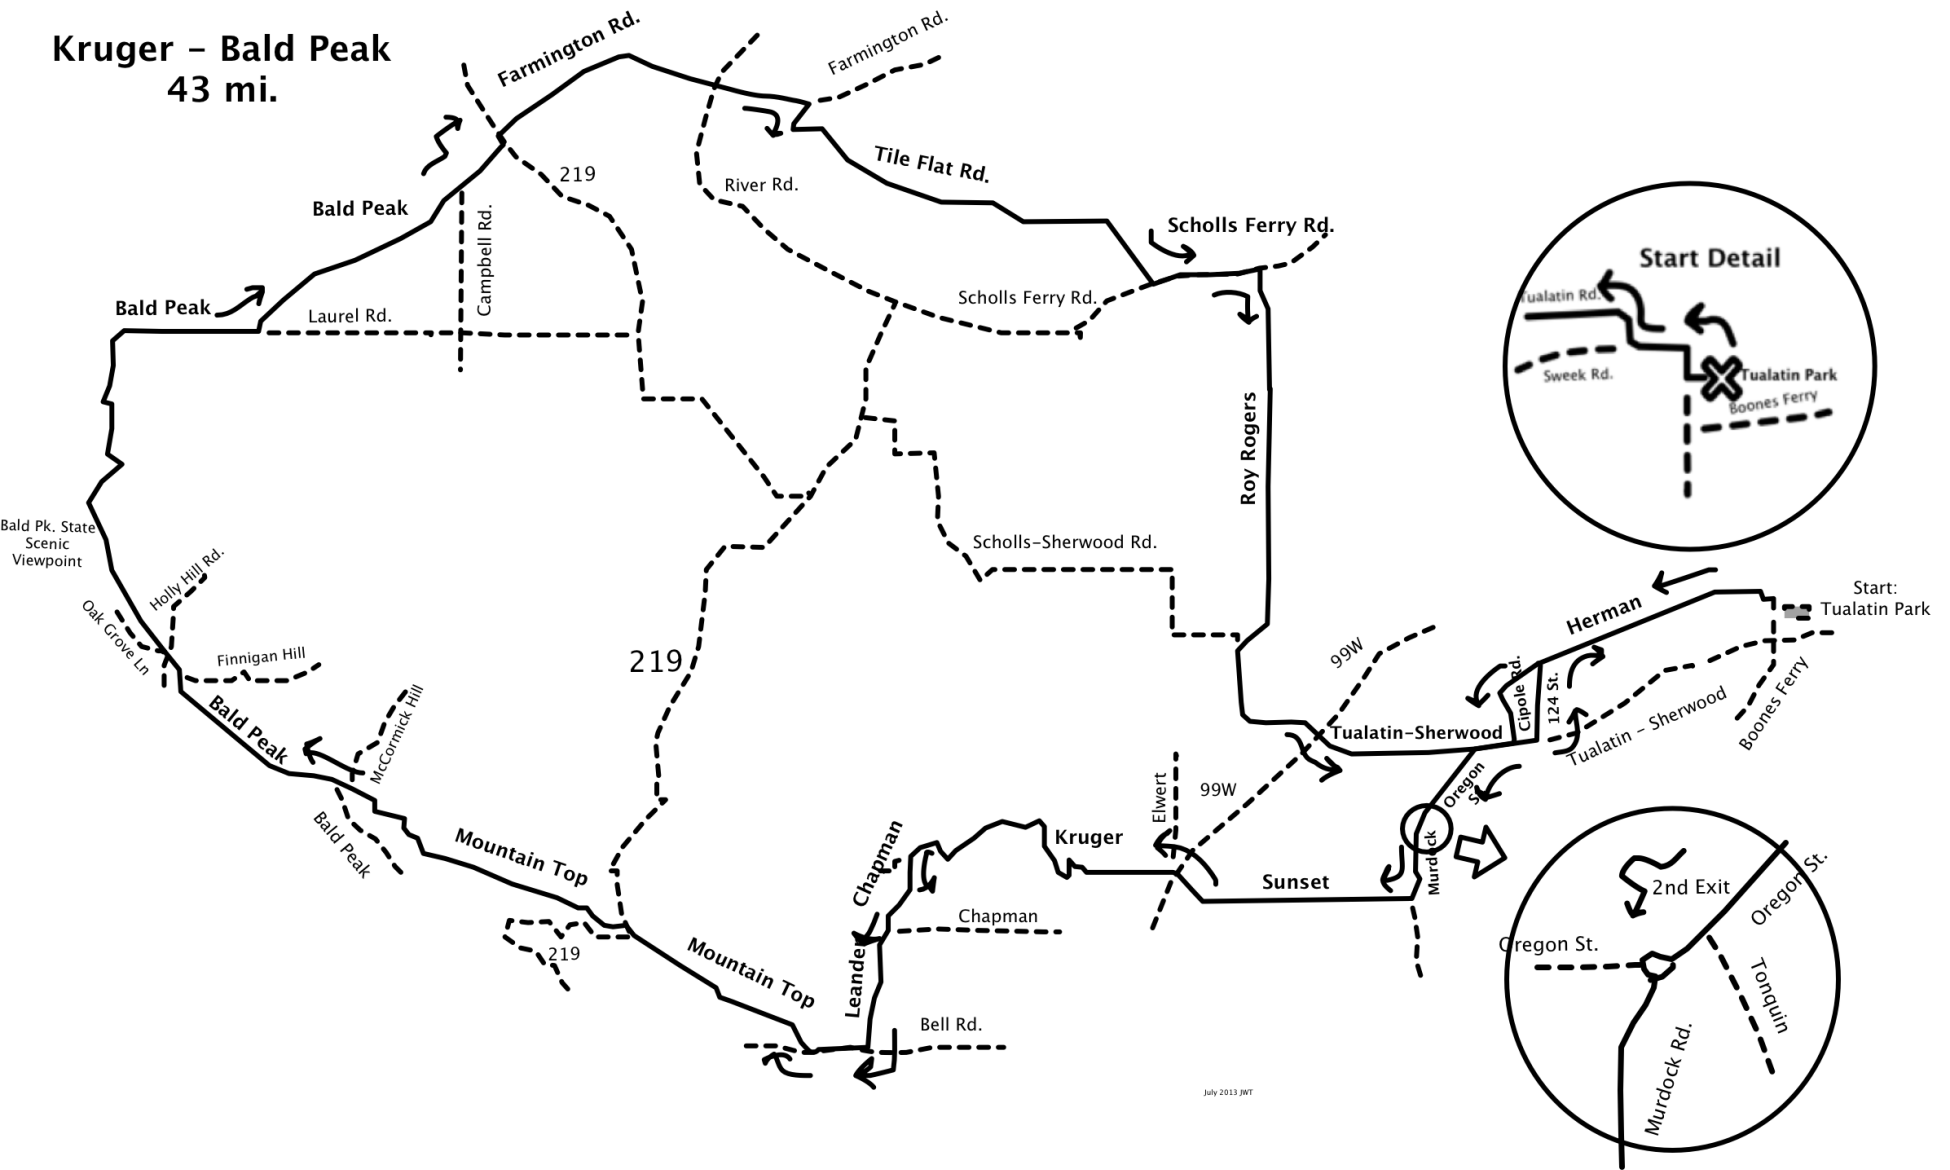 Kruger – Bald Peak
43 mi.
Farmington Rd.
Farmington Rd.
219
River Rd.
Tile Flat Rd.
Bald Peak
Campbell Rd.
Scholls Ferry Rd.
Bald Peak
Laurel Rd.
Scholls Ferry Rd.
Start Detail
Tualatin Rd.
Sweek Rd.
Tualatin Park
Boones Ferry
Roy Rogers
Bald Pk. State
Scenic
Viewpoint
Holly Hill Rd.
Oak Grove Ln
Finnigan Hill
Scholls-Sherwood Rd.
219
Start:
Tualatin Park
Herman
99W
Cipole Rd.
124 St.
Tualatin-Sherwood
Tualatin - Sherwood
Boones Ferry
Bald Peak
McCormick Hill
Bald Peak
Mountain Top
Elwert
99W
Oregon
St.
Murdock
Kruger
Sunset
Chapman
Chapman
Leander
219
Mountain Top
Bell Rd.
2nd Exit
Oregon St.
Oregon St.
Tonquin
Murdock Rd.
July 2013 JWT